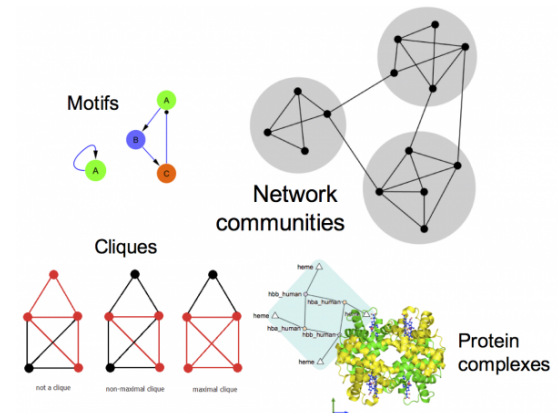 Motifs
A
B
C
A
Network
communities
Cliques
not a clique
non-maximal clique
maximal clique
heme
hbb_human
hba_human
heme
hba_human
hbb_human
heme
Protein
complexes